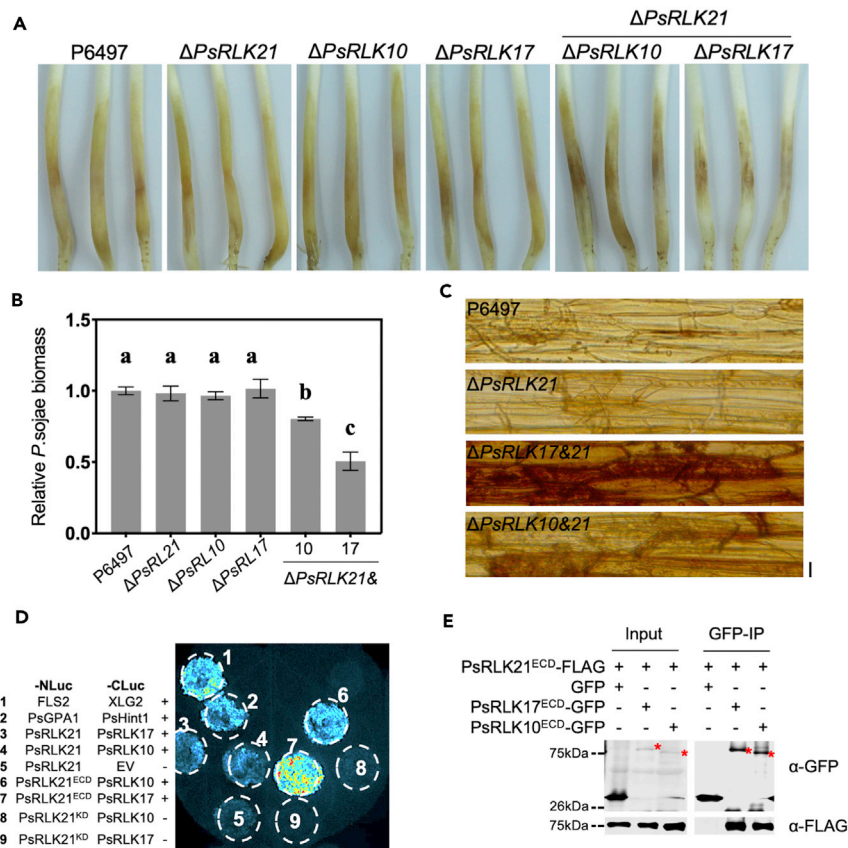 A
ΔPsRLK21
P6497 ΔPsRLK21 ΔPsRLK10 ΔPsRLK17 ΔPsRLK10 ΔPsRLK17
B
Relative P.sojae biomass
1.5
1.0
0.5
0.0
a a a a b c
P6497 ΔPsRL21 ΔPsRL10 ΔPsRL17 10 17
ΔPsRLK21&
C
P6497
ΔPsRLK21
ΔPsRLK17&21
ΔPsRLK10&21
D
-NLuc -CLuc
1 FLS2 XLG2 +
2 PsGPA1 PsHint1 +
3 PsRLK21 PsRLK17 +
4 PsRLK21 PsRLK10 +
5 PsRLK21 EV -
6 PsRLK21ECD PsRLK10 +
7 PsRLK21ECD PsRLK17 +
8 PsRLK21KD PsRLK10 -
9 PsRLK21KD PsRLK17 -
1
2
3
4
5
6
7
8
9
E
Input GFP-IP
PsRLK21ECD-FLAG + + + + + +
GFP + - - + - -
PsRLK17ECD-GFP - + - - + -
PsRLK10ECD-GFP - - + - - +
75kDa * * * *
α-GFP
26kDa
75kDa α-FLAG